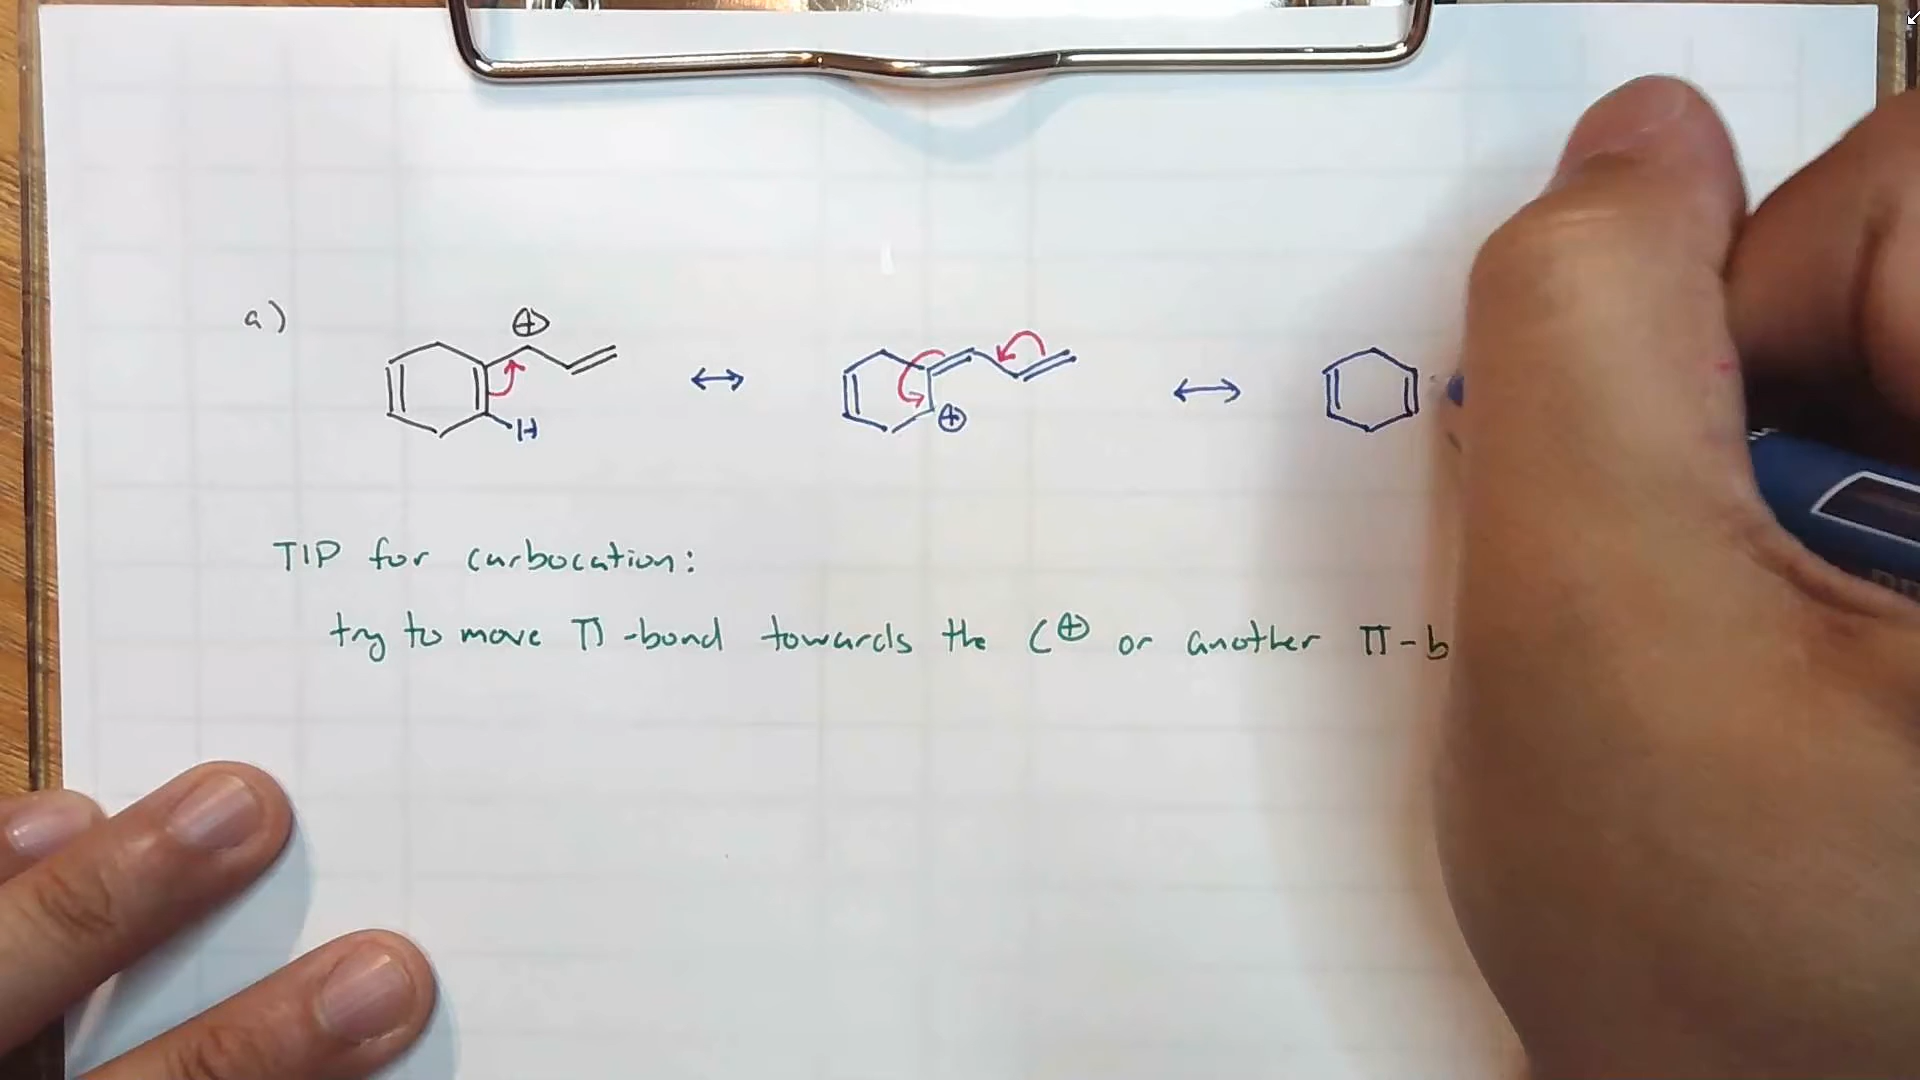 a)
⊕
H
⊕
TIP for carbocation:
try to move π-bond towards the C⊕ or another π-b